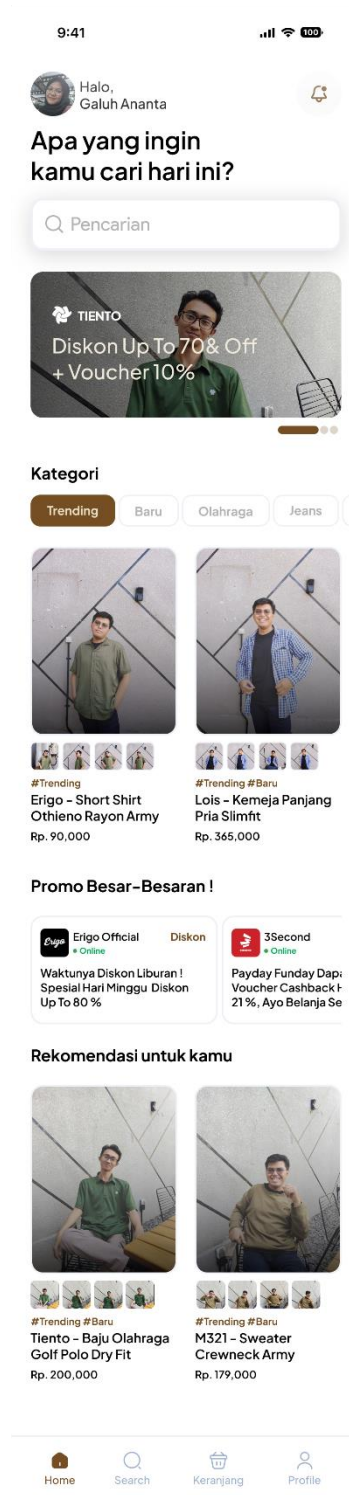 9:41
100
Halo,
Galuh Ananta
Apa yang ingin
kamu cari hari ini?
Pencarian
TIENTO
Diskon Up To 70& Off
+ Voucher 10%
Kategori
Trending
Baru
Olahraga
Jeans
#Trending
Erigo - Short Shirt
Othieno Rayon Army
Rp. 90,000
#Trending #Baru
Lois - Kemeja Panjang
Pria Slimfit
Rp. 365,000
Promo Besar-Besaran !
Erigo
Erigo Official
Diskon
• Online
Waktunya Diskon Liburan !
Spesial Hari Minggu Diskon
Up To 80 %
3Second
• Online
Payday Funday Dapa
Voucher Cashback H
21 %, Ayo Belanja Se
Rekomendasi untuk kamu
#Trending #Baru
Tiento - Baju Olahraga
Golf Polo Dry Fit
Rp. 200,000
#Trending #Baru
M321 - Sweater
Crewneck Army
Rp. 179,000
Home
Search
Keranjang
Profile